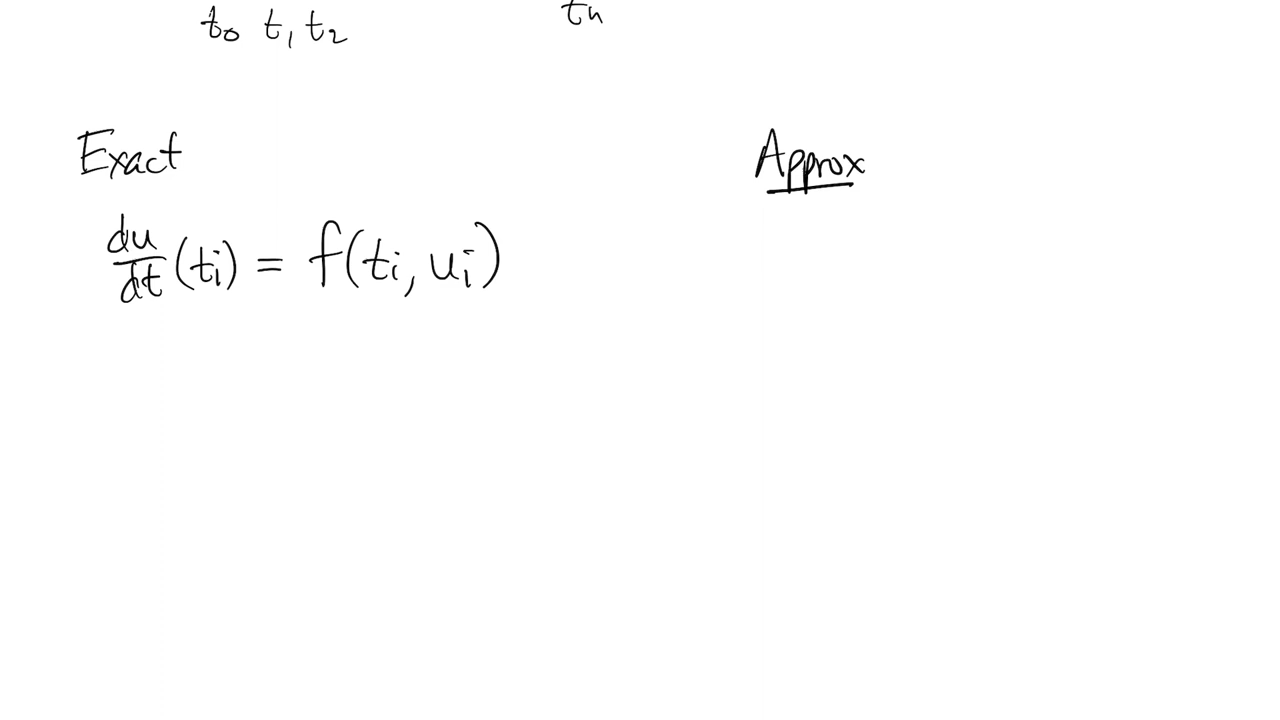 t₀ t₁ t₂ tₙ
Exact Approx
du/dt (tᵢ) = f(tᵢ, uᵢ)